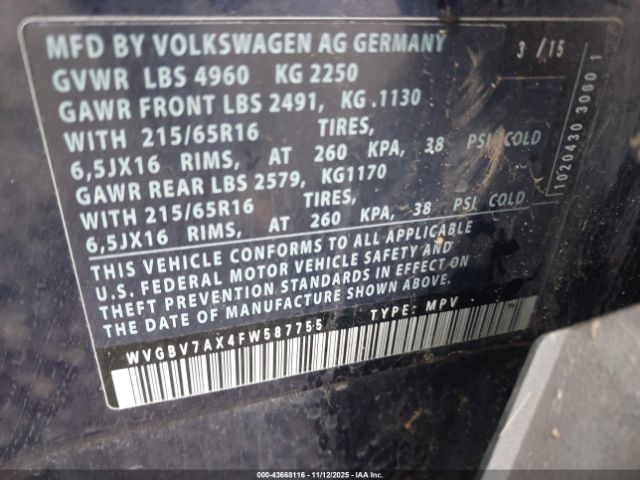 MFD BY VOLKSWAGEN AG GERMANY 3 /15
GVWR LBS 4960 KG 2250
GAWR FRONT LBS 2491, KG .1130
WITH 215/65R16 TIRES,
6,5JX16 RIMS, AT 260 KPA, 38 PSI COLD
GAWR REAR LBS 2579, KG1170
WITH 215/65R16 TIRES,
6,5JX16 RIMS, AT 260 KPA, 38 PSI COLD
THIS VEHICLE CONFORMS TO ALL APPLICABLE
U.S. FEDERAL MOTOR VEHICLE SAFETY AND
THEFT PREVENTION STANDARDS IN EFFECT ON
DATE OF MANUFACTURE SHOWN ABOVE.
WVGBV7AX4FW587755 TYPE: MPV
1020430 3060 1
000-43668116 - 11/12/2025 - IAAI.COM